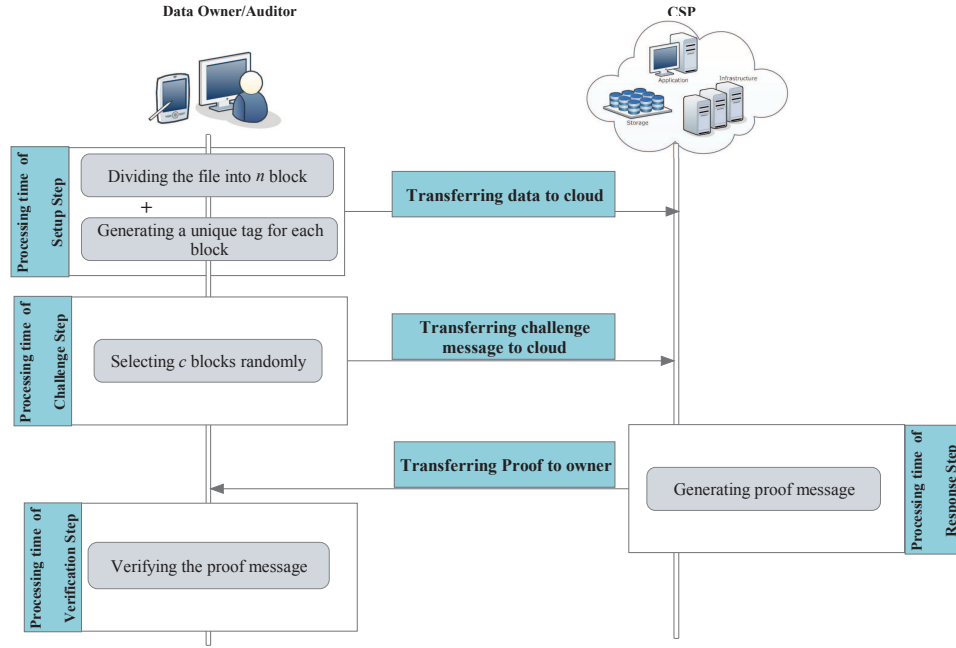 Data Owner/Auditor
CSP
Application
Infrastructure
Storage
Processing time of
Setup Step
Dividing the file into n block
+
Generating a unique tag for each
block
Transferring data to cloud
Processing time of
Challenge Step
Selecting c blocks randomly
Transferring challenge
message to cloud
Transferring Proof to owner
Generating proof message
Processing time of
Response Step
Processing time of
Verification Step
Verifying the proof message